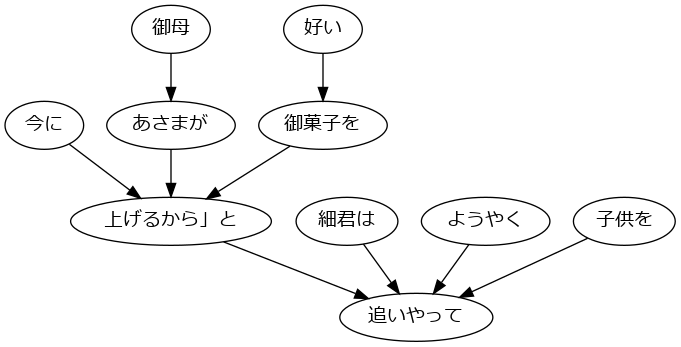 御母
好い
今に
あさまが
御菓子を
上げるから」と
細君は
ようやく
子供を
追いやって